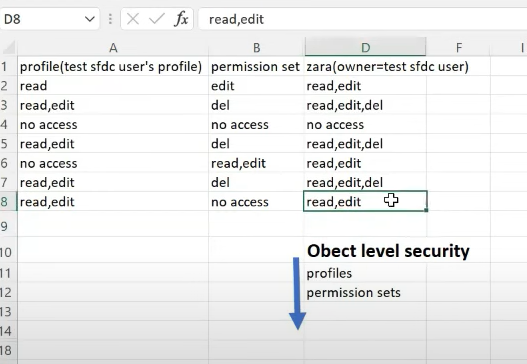 D8 fx read,edit
A B D F I
1 profile(test sfdc user's profile) permission set zara(owner=test sfdc user)
2 read edit read,edit
3 read,edit del read,edit,del
4 no access no access no access
5 read,edit del read,edit,del
6 no access read,edit read,edit
7 read,edit del read,edit,del
8 read,edit no access read,edit
9
10 Obect level security
11 profiles
12 permission sets
13
14
18